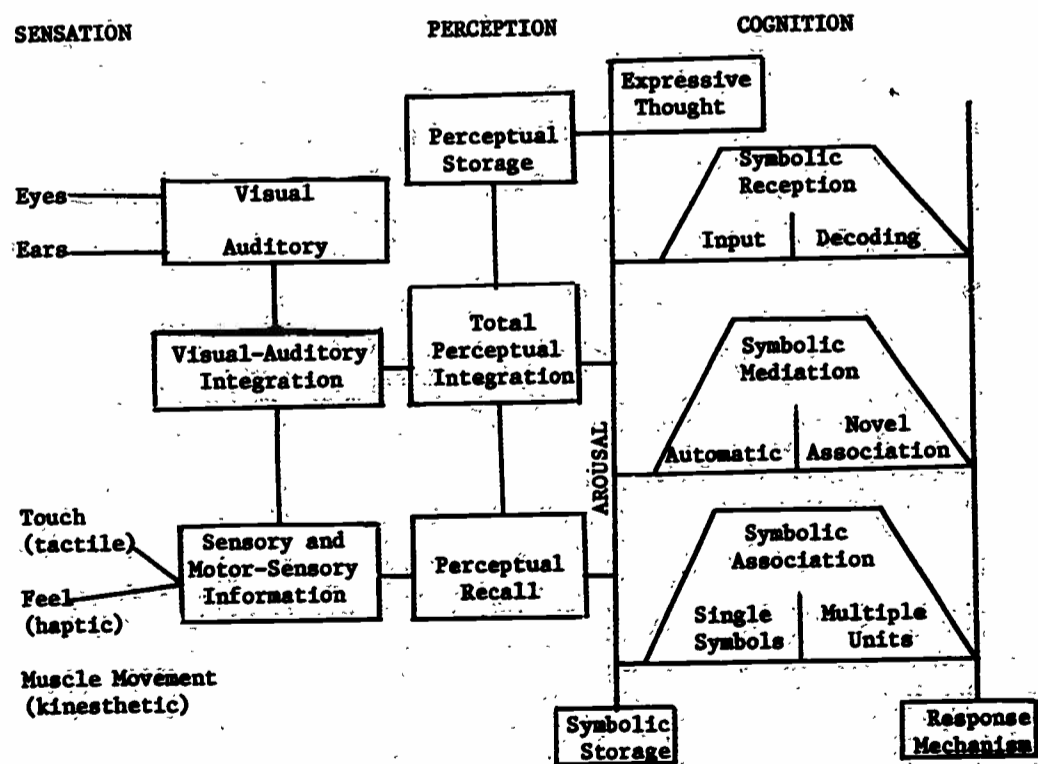 SENSATION
PERCEPTION
COGNITION
Expressive
Thought
Perceptual
Storage
Symbolic
Reception
Input
Decoding
Eyes
Visual
Ears
Auditory
Total
Perceptual
Integration
Visual-Auditory
Integration
Symbolic
Mediation
Automatic
Novel
Association
AROUSAL
Touch
(tactile)
Feel
(haptic)
Muscle Movement
(kinesthetic)
Sensory and
Motor-Sensory
Information
Perceptual
Recall
Symbolic
Association
Single
Symbols
Multiple
Units
Symbolic
Storage
Response
Mechanism